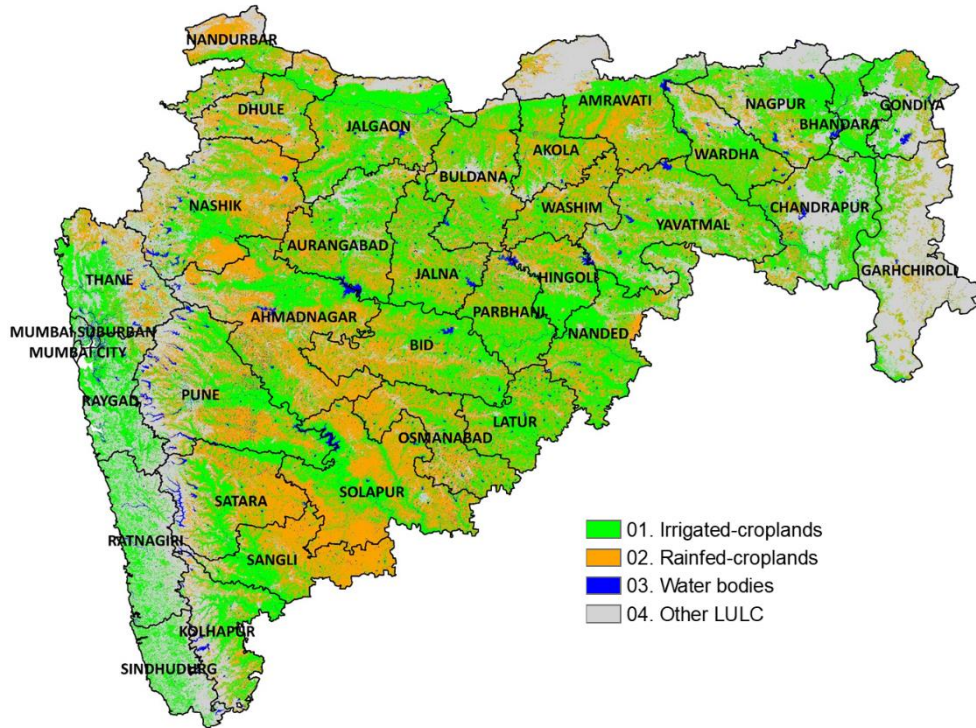 NANDURBAR
DHULE
JALGAON
AMRAVATI
NAGPUR
GONDIYA
BHANDARA
AKOLA
WARDHA
BULDANA
NASHIK
WASHIM
CHANDRAPUR
YAVATMAL
AURANGABAD
THANE
JALNA
HINGOLI
GARHCHIROLI
AHMADNAGAR
PARBHANI
MUMBAI SUBURBAN
NANDED
BID
MUMBAI CITY
PUNE
RAYGAD
LATUR
OSMANABAD
SATARA
SOLAPUR
01. Irrigated-croplands
RATNAGIRI
SANGLI
02. Rainfed-croplands
03. Water bodies
04. Other LULC
KOLHAPUR
SINDHUDURG